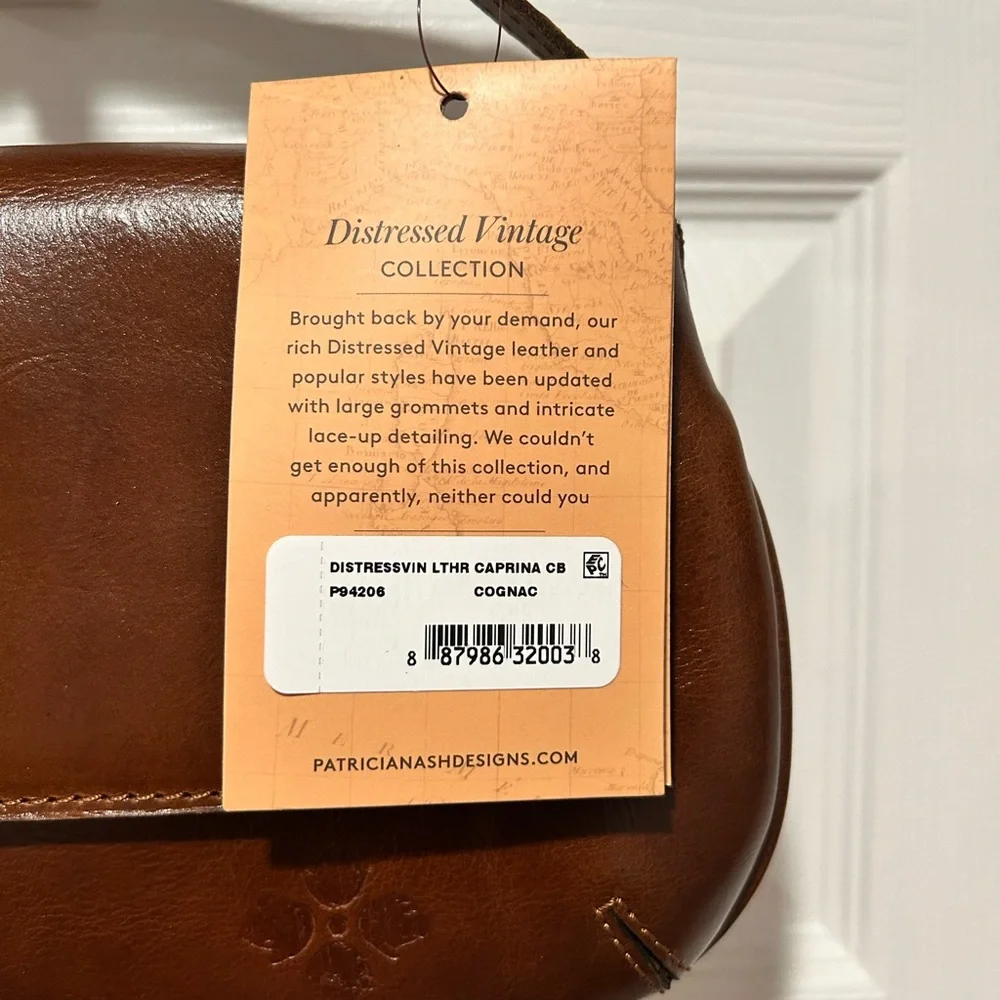 Distressed Vintage
COLLECTION
Brought back by your demand, our
rich Distressed Vintage leather and
popular styles have been updated
with large grommets and intricate
lace-up detailing. We couldn't
get enough of this collection, and
apparently, neither could you
DISTRESSVIN LTHR CAPRINA CB EPC
P94206 COGNAC
8 87986 32003 8
PATRICIANASHDESIGNS.COM